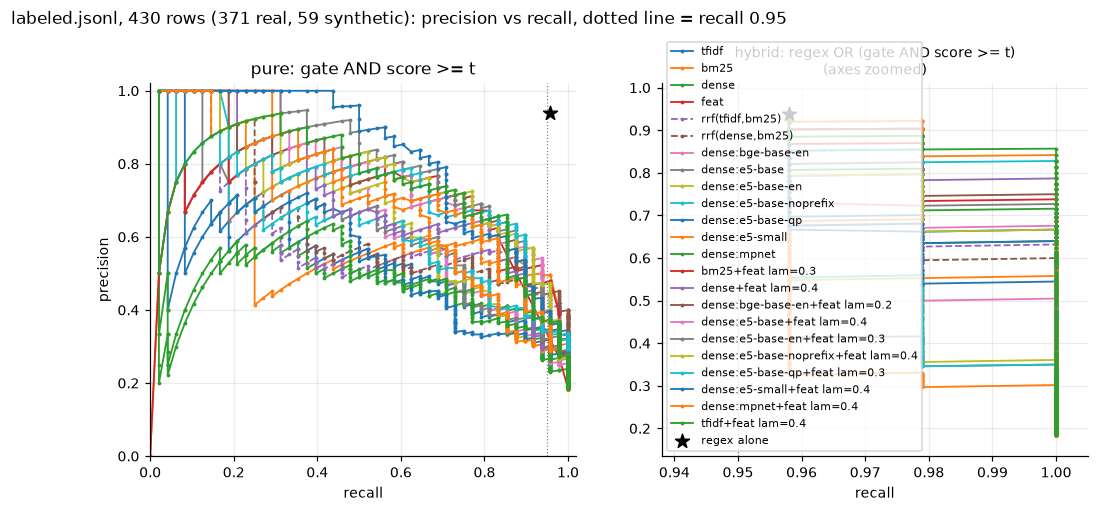 labeled.jsonl, 430 rows (371 real, 59 synthetic): precision vs recall, dotted line = recall 0.95
pure: gate AND score >= t
precision
1.0
0.8
0.6
0.4
0.2
0.0
0.0
0.2
0.4
0.6
0.8
1.0
recall
hybrid: regex OR (gate AND score >= t)
(axes zoomed)
1.0
0.9
0.8
0.7
0.6
0.5
0.4
0.3
0.2
0.94
0.95
0.96
0.97
0.98
0.99
1.00
recall
tfidf
bm25
dense
feat
rrf(tfidf,bm25)
rrf(dense,bm25)
dense:bge-base-en
dense:e5-base
dense:e5-base-en
dense:e5-base-noprefix
dense:e5-base-qp
dense:e5-small
dense:mpnet
bm25+feat lam=0.3
dense+feat lam=0.4
dense:bge-base-en+feat lam=0.2
dense:e5-base+feat lam=0.4
dense:e5-base-en+feat lam=0.3
dense:e5-base-noprefix+feat lam=0.4
dense:e5-base-qp+feat lam=0.3
dense:e5-small+feat lam=0.4
dense:mpnet+feat lam=0.4
tfidf+feat lam=0.4
regex alone